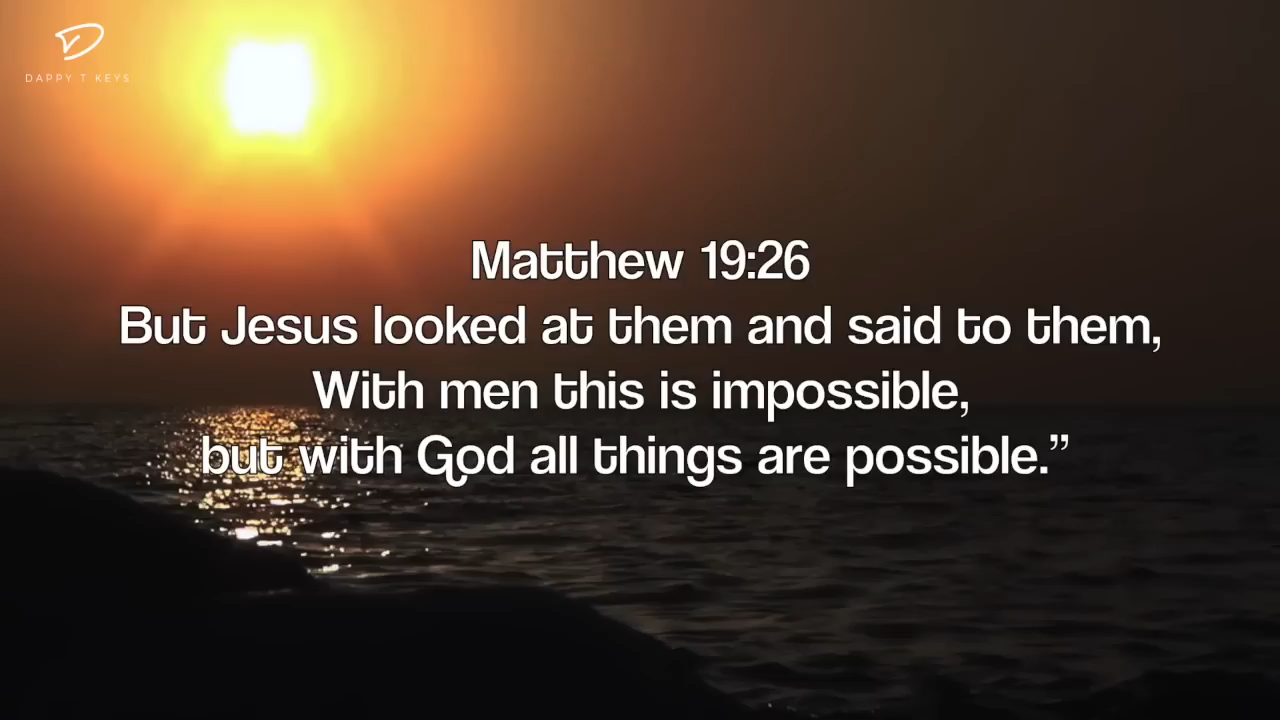 DAPPY T KEYS
Matthew 19:26
But Jesus looked at them and said to them,
With men this is impossible,
but with God all things are possible.”